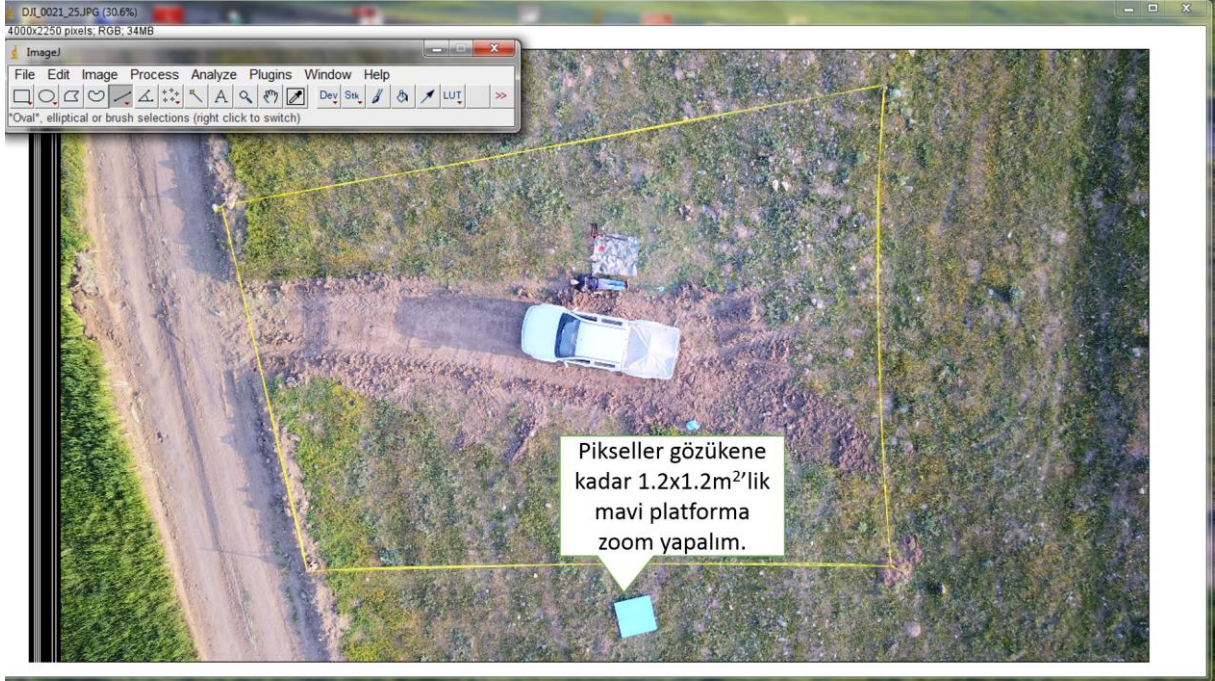 DJI_0021_25.JPG (30.6%)
4000x2250 pixels; RGB; 34MB
ImageJ
File Edit Image Process Analyze Plugins Window Help
A Dev Stk LUT >>
"Oval", elliptical or brush selections (right click to switch)
Pikseller gözükene
kadar 1.2x1.2m²'lik
mavi platforma
zoom yapalım.